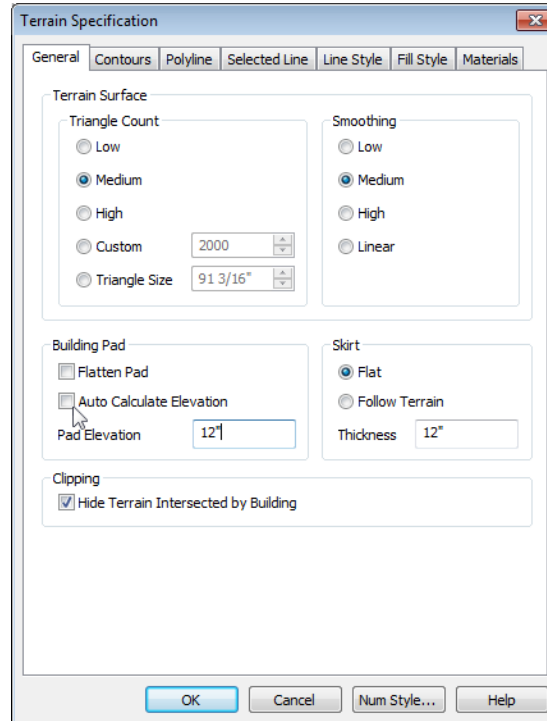 Terrain Specification
General Contours Polyline Selected Line Line Style Fill Style Materials
Terrain Surface
Triangle Count
Low
Medium
High
Custom 2000
Triangle Size 91 3/16"
Smoothing
Low
Medium
High
Linear
Building Pad
Flatten Pad
Auto Calculate Elevation
Pad Elevation 12"
Skirt
Flat
Follow Terrain
Thickness 12"
Clipping
Hide Terrain Intersected by Building
OK Cancel Num Style... Help